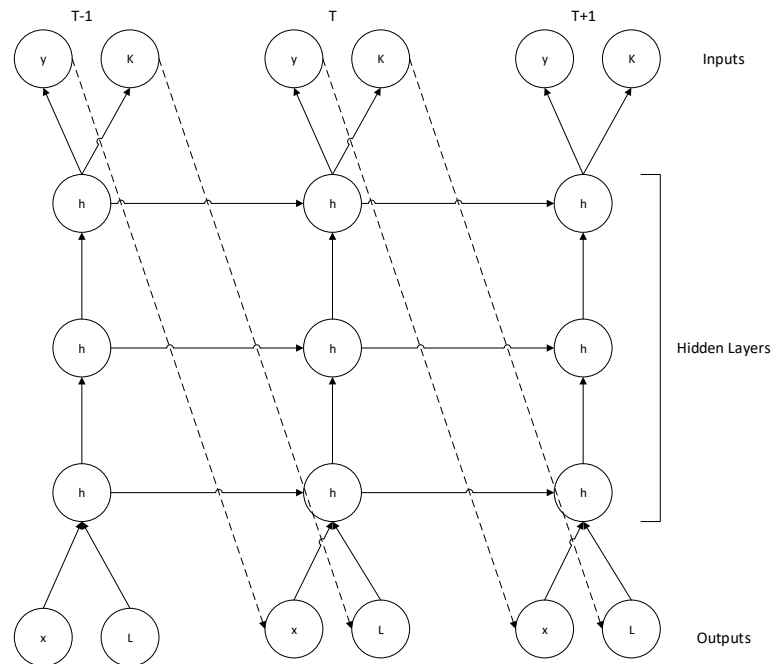 T-1 T T+1
y K y K y K Inputs
h h h
h h h
Hidden Layers
h h h
x L x L x L Outputs